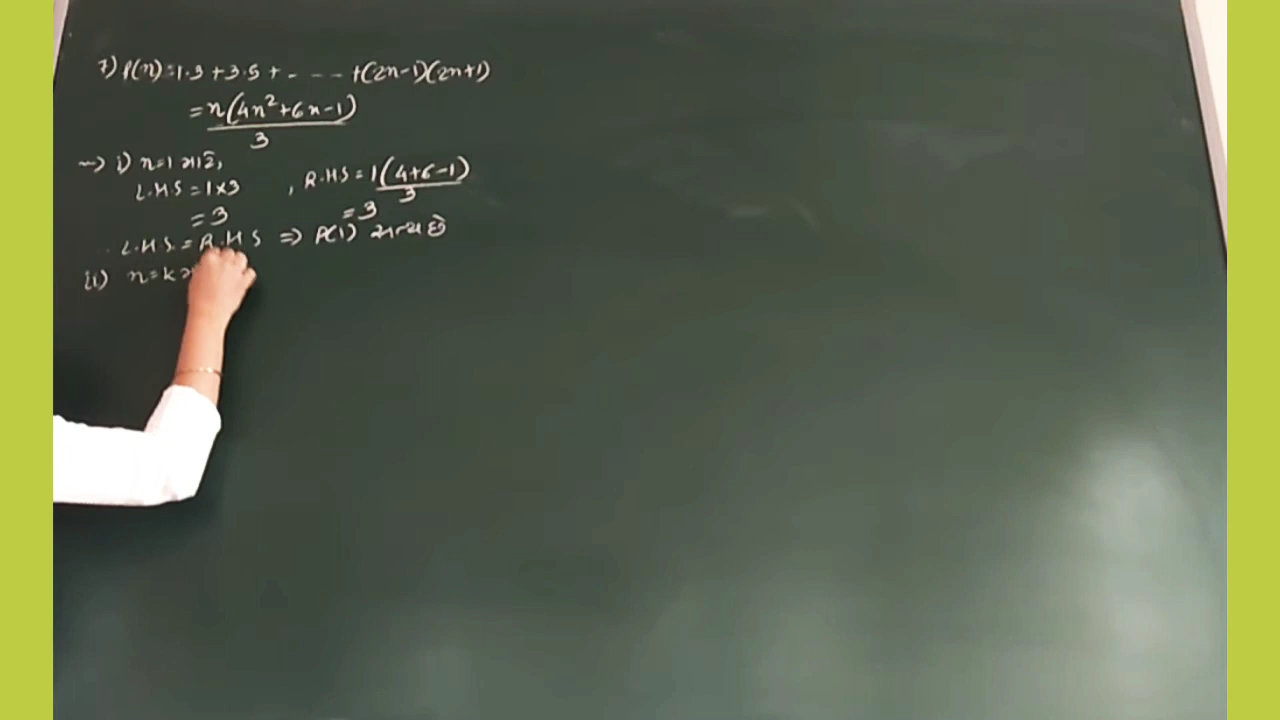 7) P(n)=1·3+3·5+- - - - +(2n-1)(2n+1)
= n(4n²+6n-1)
3
i) n=1 માટે,
L.H.S = 1×3 , R.H.S = 1(4+6-1)
3
= 3 = 3
L.H.S. = R.H.S ⇒ P(1) સત્ય છે
ii) n=k